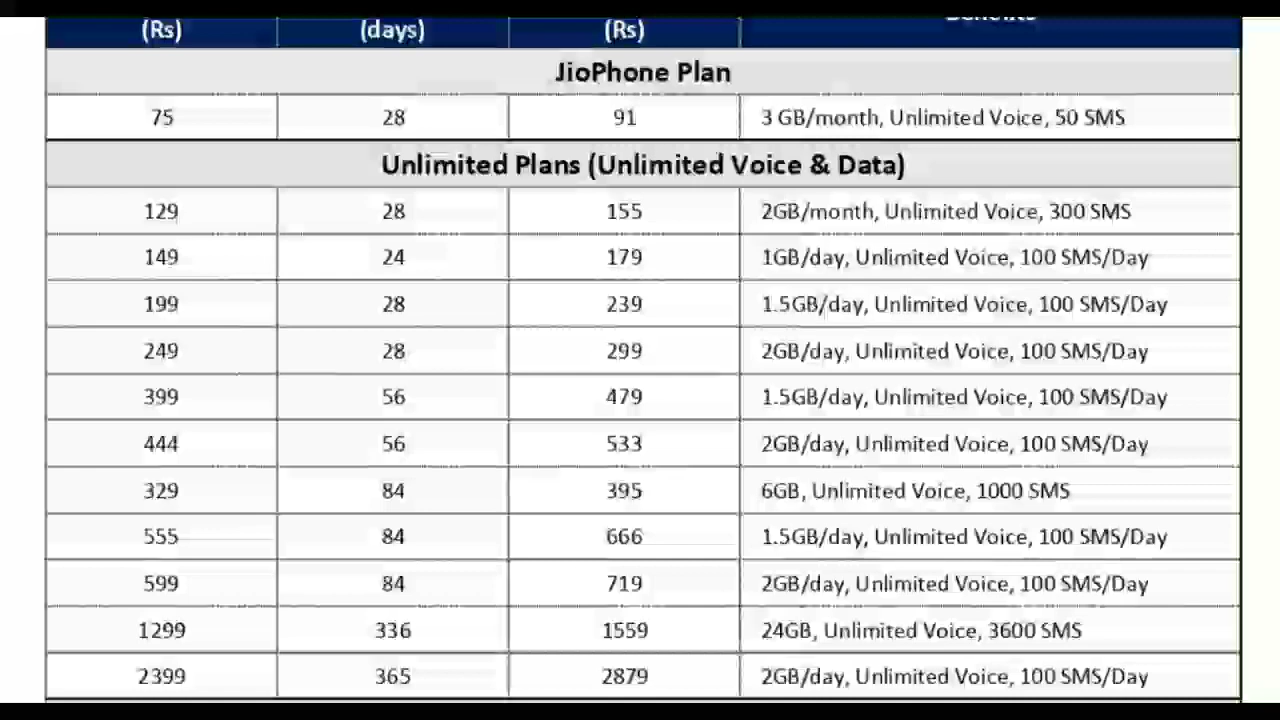 (Rs) (days) (Rs) Benefits
JioPhone Plan
75 28 91 3 GB/month, Unlimited Voice, 50 SMS
Unlimited Plans (Unlimited Voice & Data)
129 28 155 2GB/month, Unlimited Voice, 300 SMS
149 24 179 1GB/day, Unlimited Voice, 100 SMS/Day
199 28 239 1.5GB/day, Unlimited Voice, 100 SMS/Day
249 28 299 2GB/day, Unlimited Voice, 100 SMS/Day
399 56 479 1.5GB/day, Unlimited Voice, 100 SMS/Day
444 56 533 2GB/day, Unlimited Voice, 100 SMS/Day
329 84 395 6GB, Unlimited Voice, 1000 SMS
555 84 666 1.5GB/day, Unlimited Voice, 100 SMS/Day
599 84 719 2GB/day, Unlimited Voice, 100 SMS/Day
1299 336 1559 24GB, Unlimited Voice, 3600 SMS
2399 365 2879 2GB/day, Unlimited Voice, 100 SMS/Day